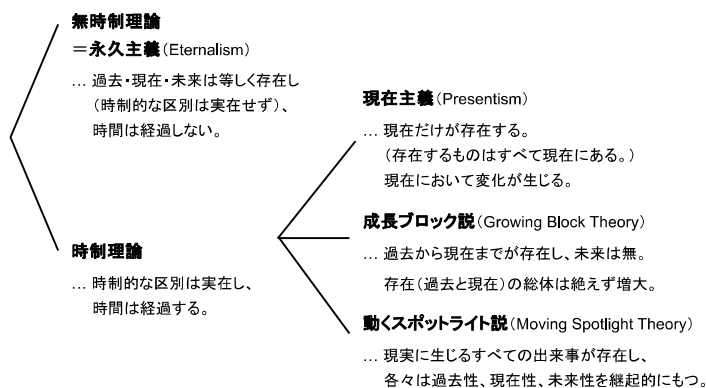 無時制理論
＝永久主義（Eternalism）
… 過去・現在・未来は等しく存在し
（時制的な区別は実在せず）、
時間は経過しない。
時制理論
… 時制的な区別は実在し、
時間は経過する。
現在主義（Presentism）
… 現在だけが存在する。
（存在するものはすべて現在にある。）
現在において変化が生じる。
成長ブロック説（Growing Block Theory）
… 過去から現在までが存在し、未来は無。
存在（過去と現在）の総体は絶えず増大。
動くスポットライト説（Moving Spotlight Theory）
… 現実に生じるすべての出来事が存在し、
各々は過去性、現在性、未来性を継起的にもつ。